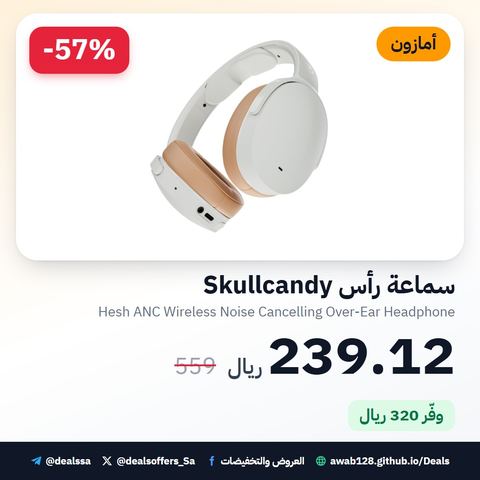 -57%
أمازون
سماعة رأس Skullcandy
Hesh ANC Wireless Noise Cancelling Over-Ear Headphone
239.12 ريال 559
وفّر 320 ريال
@dealssa @dealsoffers_Sa العروض والتخفيضات awab128.github.io/Deals